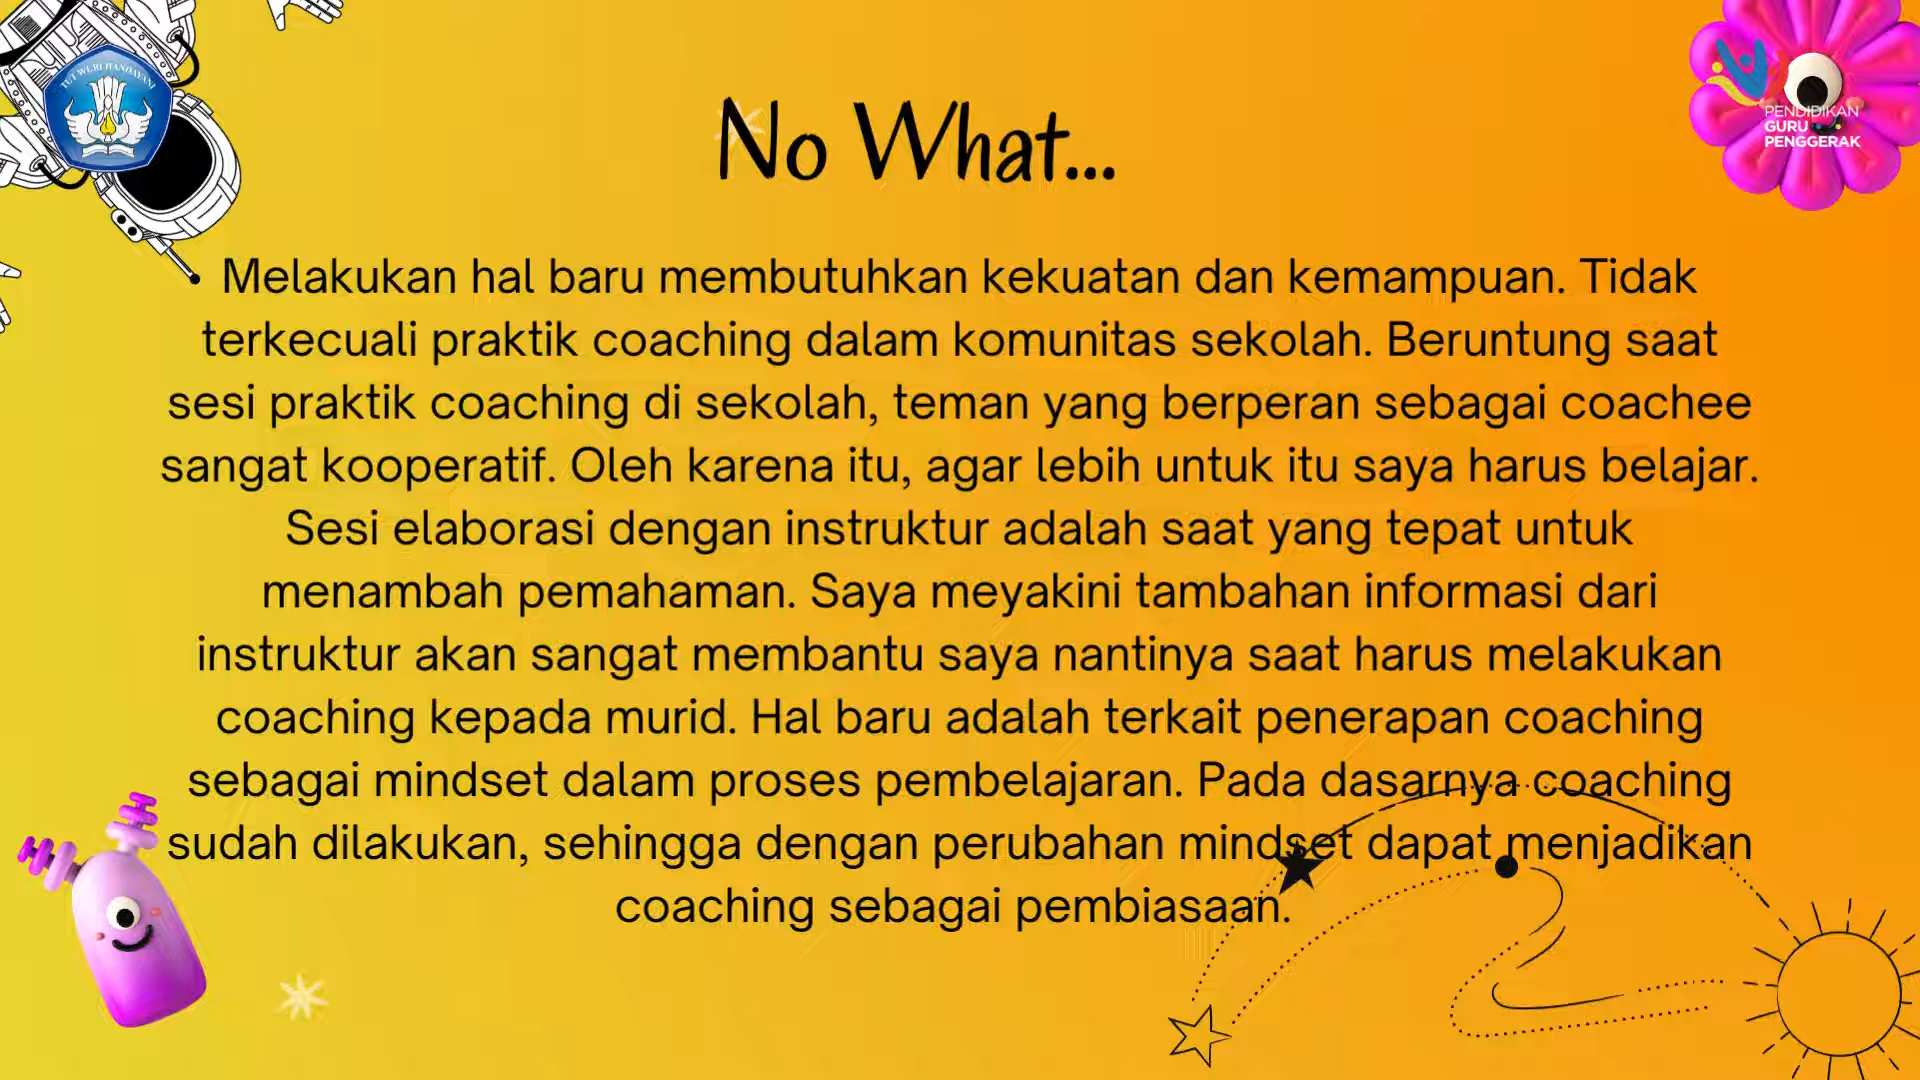 TUT WURI HANDAYANI
PENDIDIKAN
GURU
PENGGERAK
No What...
• Melakukan hal baru membutuhkan kekuatan dan kemampuan. Tidak
terkecuali praktik coaching dalam komunitas sekolah. Beruntung saat
sesi praktik coaching di sekolah, teman yang berperan sebagai coachee
sangat kooperatif. Oleh karena itu, agar lebih untuk itu saya harus belajar.
Sesi elaborasi dengan instruktur adalah saat yang tepat untuk
menambah pemahaman. Saya meyakini tambahan informasi dari
instruktur akan sangat membantu saya nantinya saat harus melakukan
coaching kepada murid. Hal baru adalah terkait penerapan coaching
sebagai mindset dalam proses pembelajaran. Pada dasarnya coaching
sudah dilakukan, sehingga dengan perubahan mindset dapat menjadikan
coaching sebagai pembiasaan.